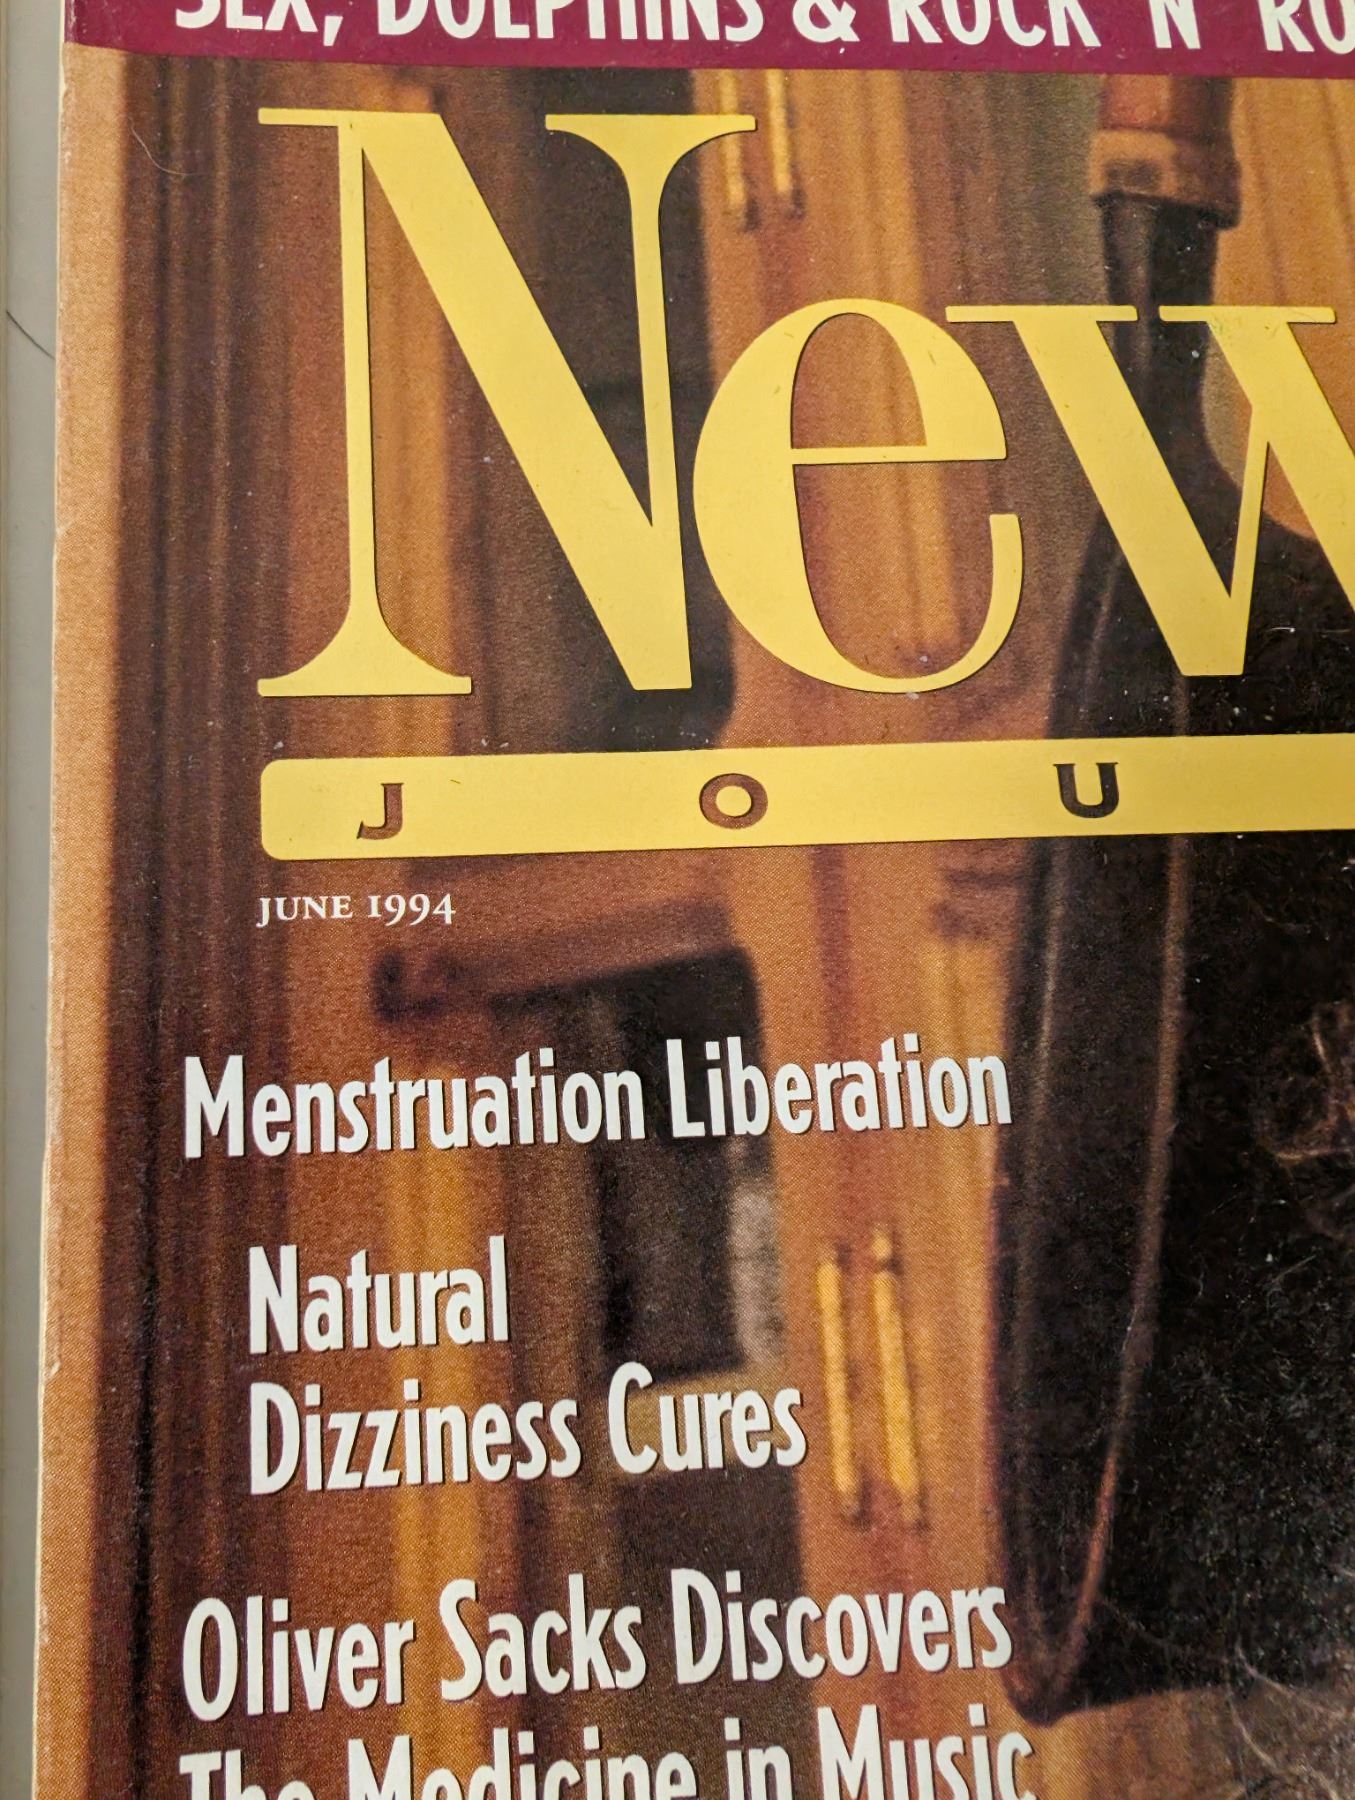 SEX, DOLPHINS & ROCK 'N' RO
New
JOU
JUNE 1994
Menstruation Liberation
Natural
Dizziness Cures
Oliver Sacks Discovers
The Medicine in Music